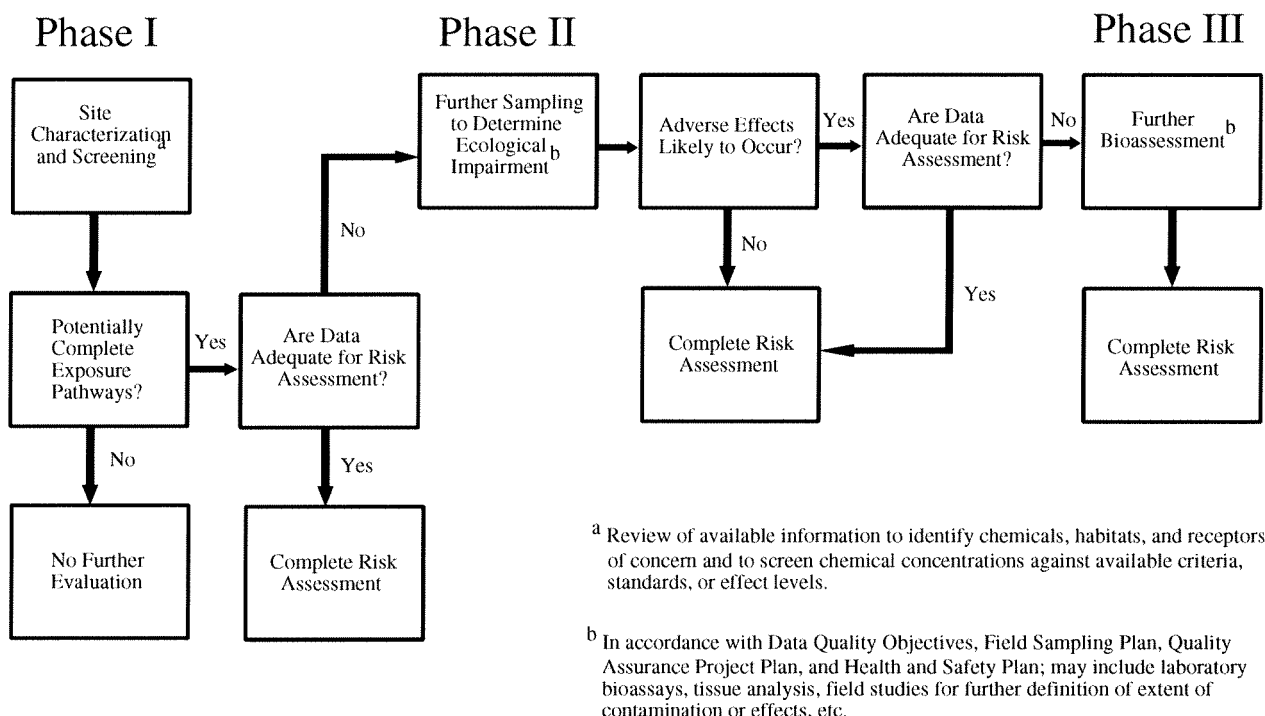 Phase I
Site
Characterization
and Screening a
Potentially
Complete
Exposure
Pathways?
Yes
No
No Further
Evaluation
Are Data
Adequate for Risk
Assessment?
No
Yes
Complete Risk
Assessment
Phase II
Further Sampling
to Determine
Ecological
Impairment b
Adverse Effects
Likely to Occur?
Yes
No
Complete Risk
Assessment
Are Data
Adequate for Risk
Assessment?
No
Yes
Phase III
Further
Bioassessment b
Complete Risk
Assessment
a Review of available information to identify chemicals, habitats, and receptors
of concern and to screen chemical concentrations against available criteria,
standards, or effect levels.
b In accordance with Data Quality Objectives, Field Sampling Plan, Quality
Assurance Project Plan, and Health and Safety Plan; may include laboratory
bioassays, tissue analysis, field studies for further definition of extent of
contamination or effects, etc.